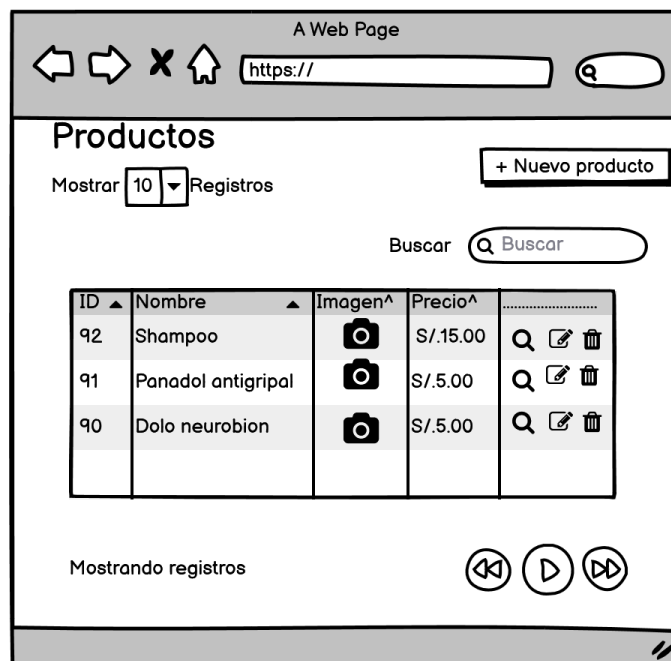 A Web Page
https://
Productos
+ Nuevo producto
Mostrar 10 Registros
Buscar Buscar
ID Nombre Imagen^ Precio^ ........................
92 Shampoo S/.15.00
91 Panadol antigripal S/.5.00
90 Dolo neurobion S/.5.00
Mostrando registros